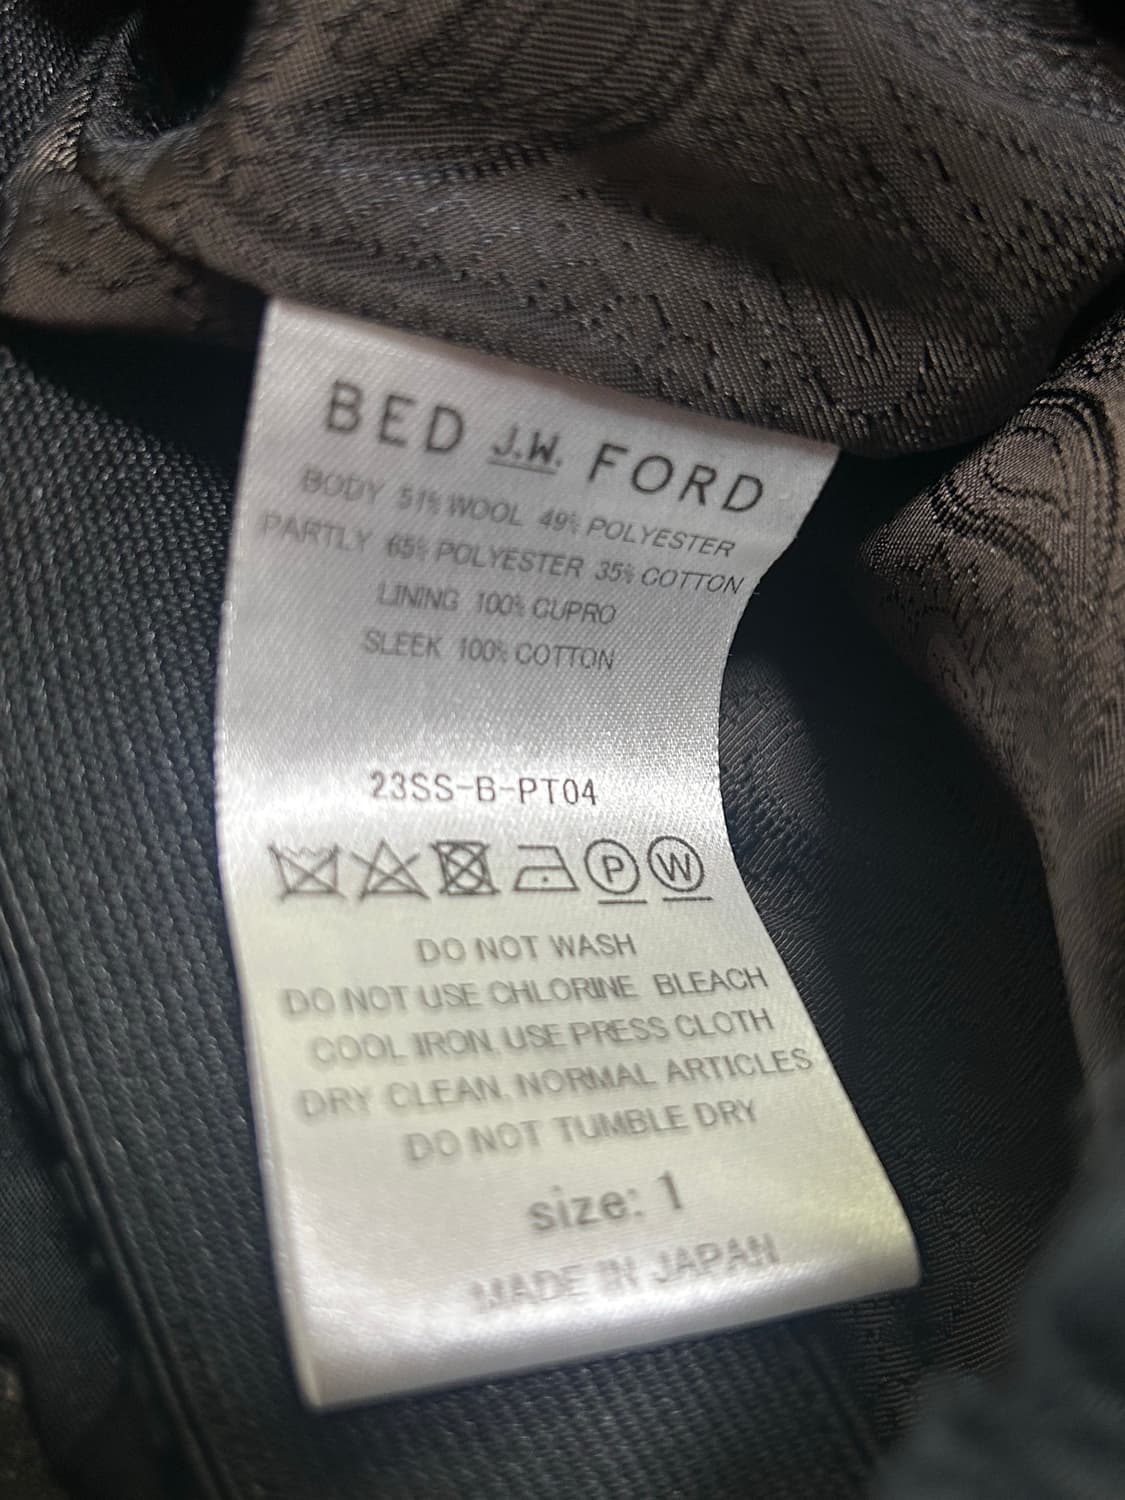 BED J.W. FORD
BODY 51% WOOL 49% POLYESTER
PARTLY 65% POLYESTER 35% COTTON
LINING 100% CUPRO
SLEEK 100% COTTON
23SS-B-PT04
P W
DO NOT WASH
DO NOT USE CHLORINE BLEACH
COOL IRON, USE PRESS CLOTH
DRY CLEAN, NORMAL ARTICLES
DO NOT TUMBLE DRY
size: 1
MADE IN JAPAN